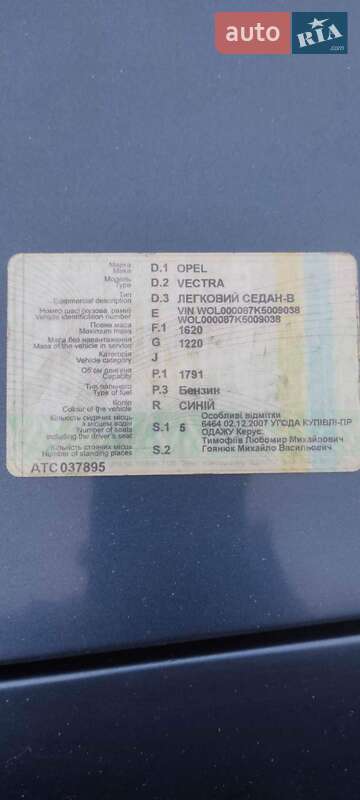 auto RIA .com
Марка
Make D.1 OPEL
Модель
Type D.2 VECTRA
Тип
Commercial description D.3 ЛЕГКОВИЙ СЕДАН-В
Номер шасі (кузова, рами) E VIN WOL000087K5009038
Vehicle identification number WOL000087K5009038
Повна маса
Maximum mass F.1 1620
Маса без навантаження
Mass of the vehicle in service G 1220
Категорія
Vehicle category J
Об'єм двигуна
Capacity P.1 1791
Тип пального
Type of fuel P.3 Бензин
Колір
Colour of the vehicle R СИНІЙ
Кількість сидячих місць
з місцем водія
Number of seats
including the driver's seat S.1 5
Особливі відмітки
6464 02.12.2007 УГОДА КУПІВЛІ-ПР
ОДАЖУ Керує:
Тимофіїв Любомир Михайлович
Гоянюк Михайло Васильович
Кількість стоячих місць
Number of standing places S.2
АТС 037895